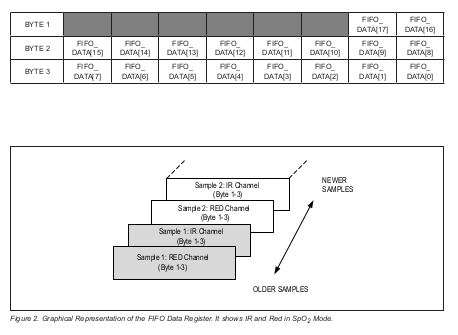 BYTE 1 FIFO_ DATA[17] FIFO_ DATA[16]
BYTE 2 FIFO_ DATA[15] FIFO_ DATA[14] FIFO_ DATA[13] FIFO_ DATA[12] FIFO_ DATA[11] FIFO_ DATA[10] FIFO_ DATA[9] FIFO_ DATA[8]
BYTE 3 FIFO_ DATA[7] FIFO_ DATA[6] FIFO_ DATA[5] FIFO_ DATA[4] FIFO_ DATA[3] FIFO_ DATA[2] FIFO_ DATA[1] FIFO_ DATA[0]
NEWER
SAMPLES
Sample 2: IR Channel
(Byte 1-3)
Sample 2: RED Channel
(Byte 1-3)
Sample 1: IR Channel
(Byte 1-3)
Sample 1: RED Channel
(Byte 1-3)
OLDER SAMPLES
Figure 2. Graphical Representation of the FIFO Data Register. It shows IR and Red in SpO2 Mode.